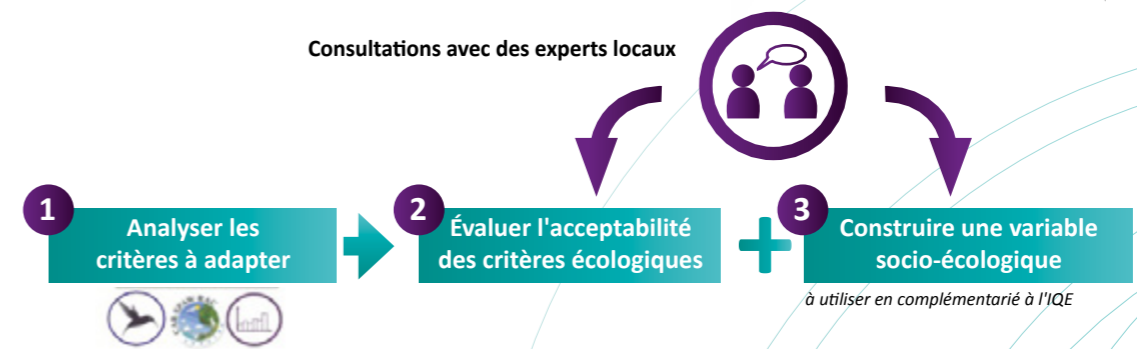 Consultations avec des experts locaux
1
Analyser les
critères à adapter
2
Évaluer l'acceptabilité
des critères écologiques
3
Construire une variable
socio-écologique
à utiliser en complémentarié à l'IQE